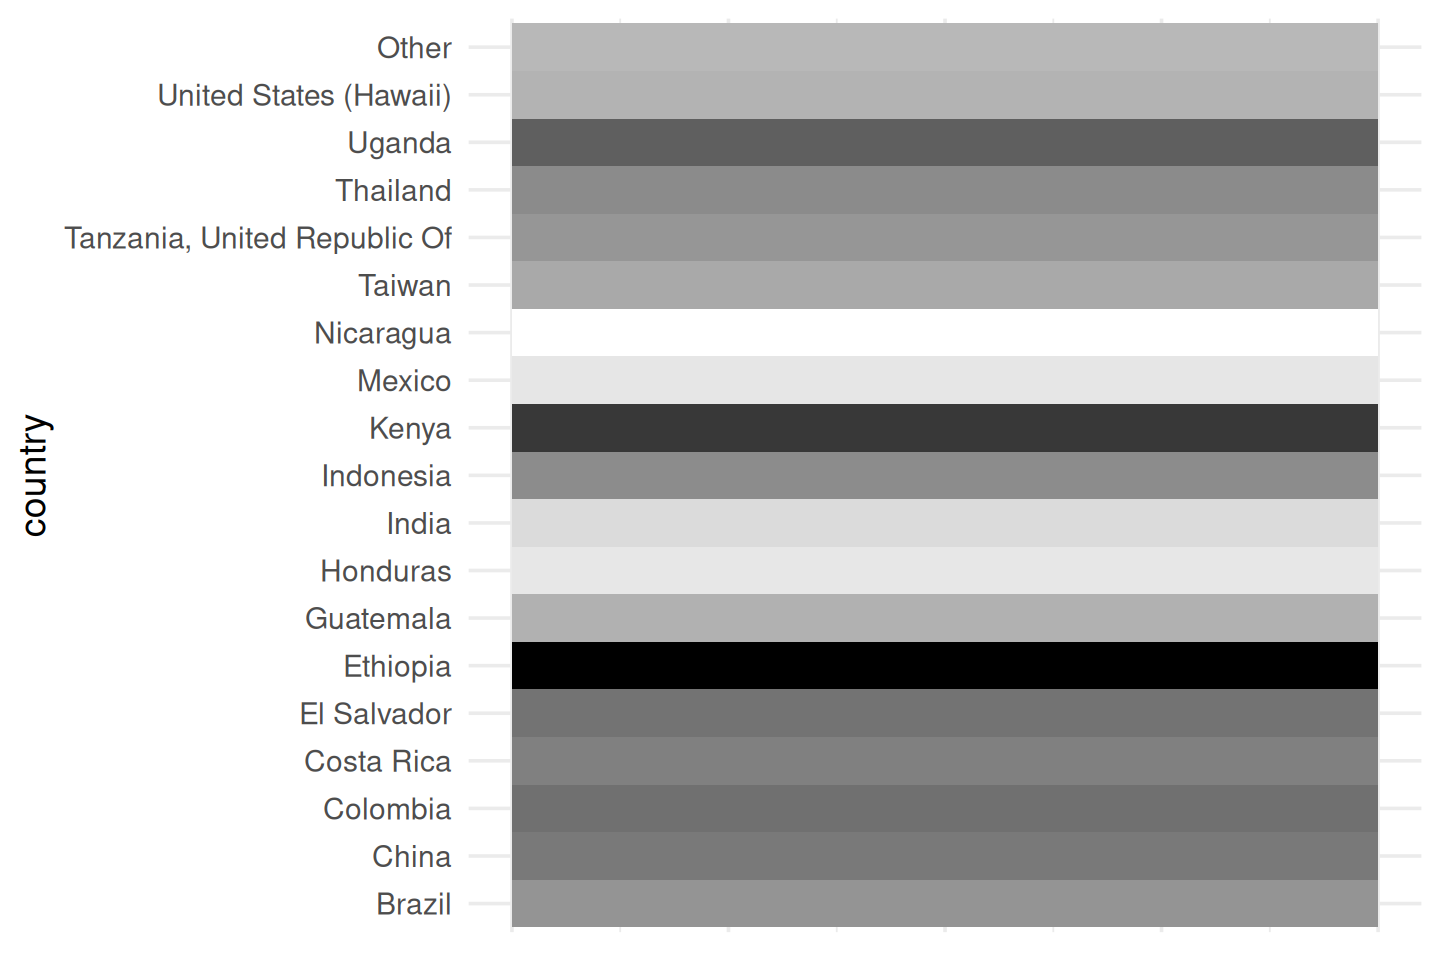 Other
United States (Hawaii)
Uganda
Thailand
Tanzania, United Republic Of
Taiwan
Nicaragua
Mexico
Kenya
Indonesia
India
Honduras
Guatemala
Ethiopia
El Salvador
Costa Rica
Colombia
China
Brazil
country